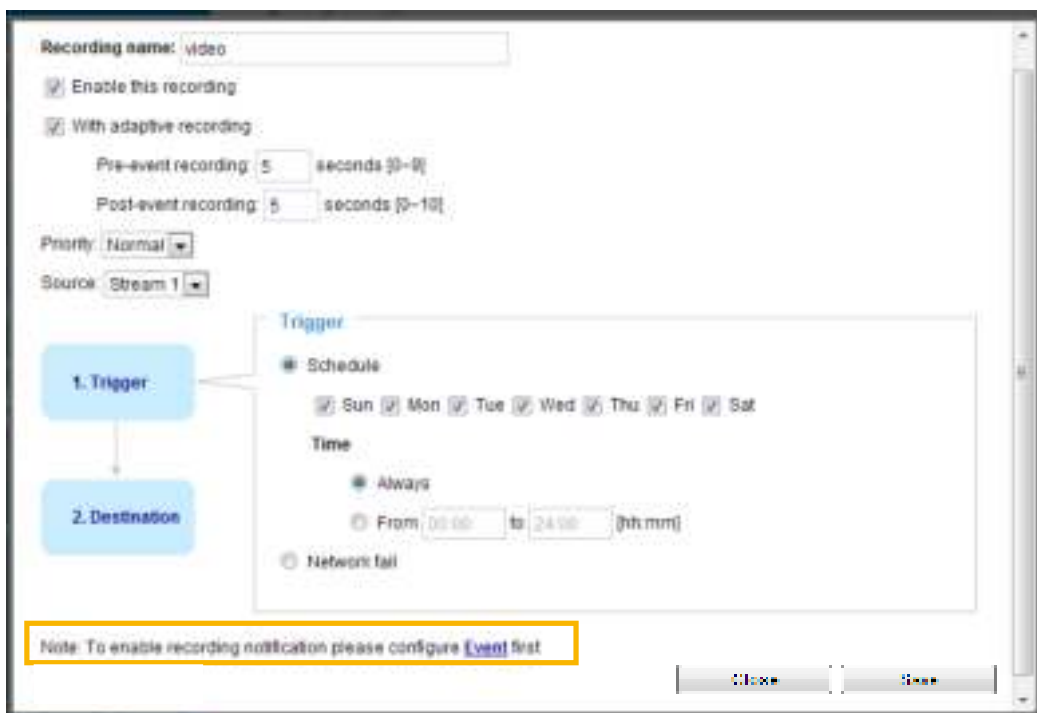 Recording name: video
Enable this recording
With adaptive recording
Pre-event recording: 5 seconds [0~9]
Post-event recording: 5 seconds [0~10]
Priority: Normal
Source: Stream 1
Trigger
1. Trigger
Schedule
Sun Mon Tue Wed Thu Fri Sat
Time
Always
2. Destination
From 00:00 to 24:00 [hh:mm]
Network fail
Note: To enable recording notification please configure Event first
Close Save